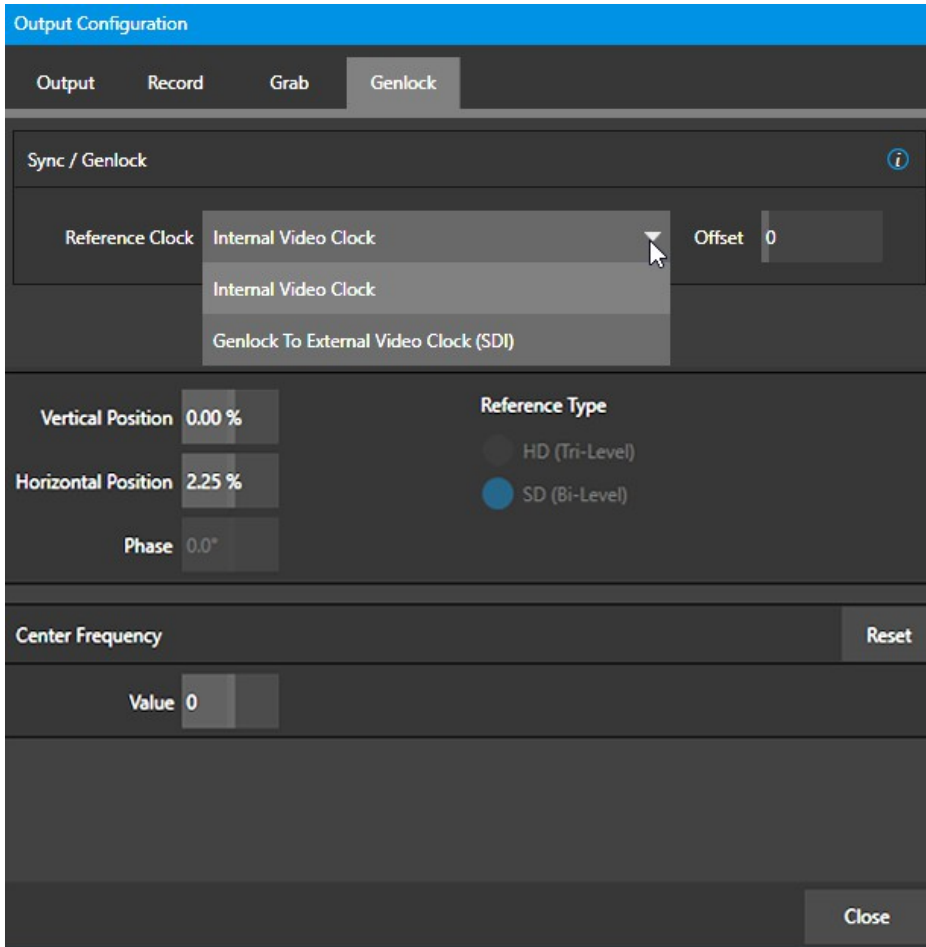 Output Configuration
Output Record Grab Genlock
Sync / Genlock i
Reference Clock Internal Video Clock Offset 0
Internal Video Clock
Genlock To External Video Clock (SDI)
Vertical Position 0.00 % Reference Type
HD (Tri-Level)
Horizontal Position 2.25 %
SD (Bi-Level)
Phase 0.0°
Center Frequency Reset
Value 0
Close